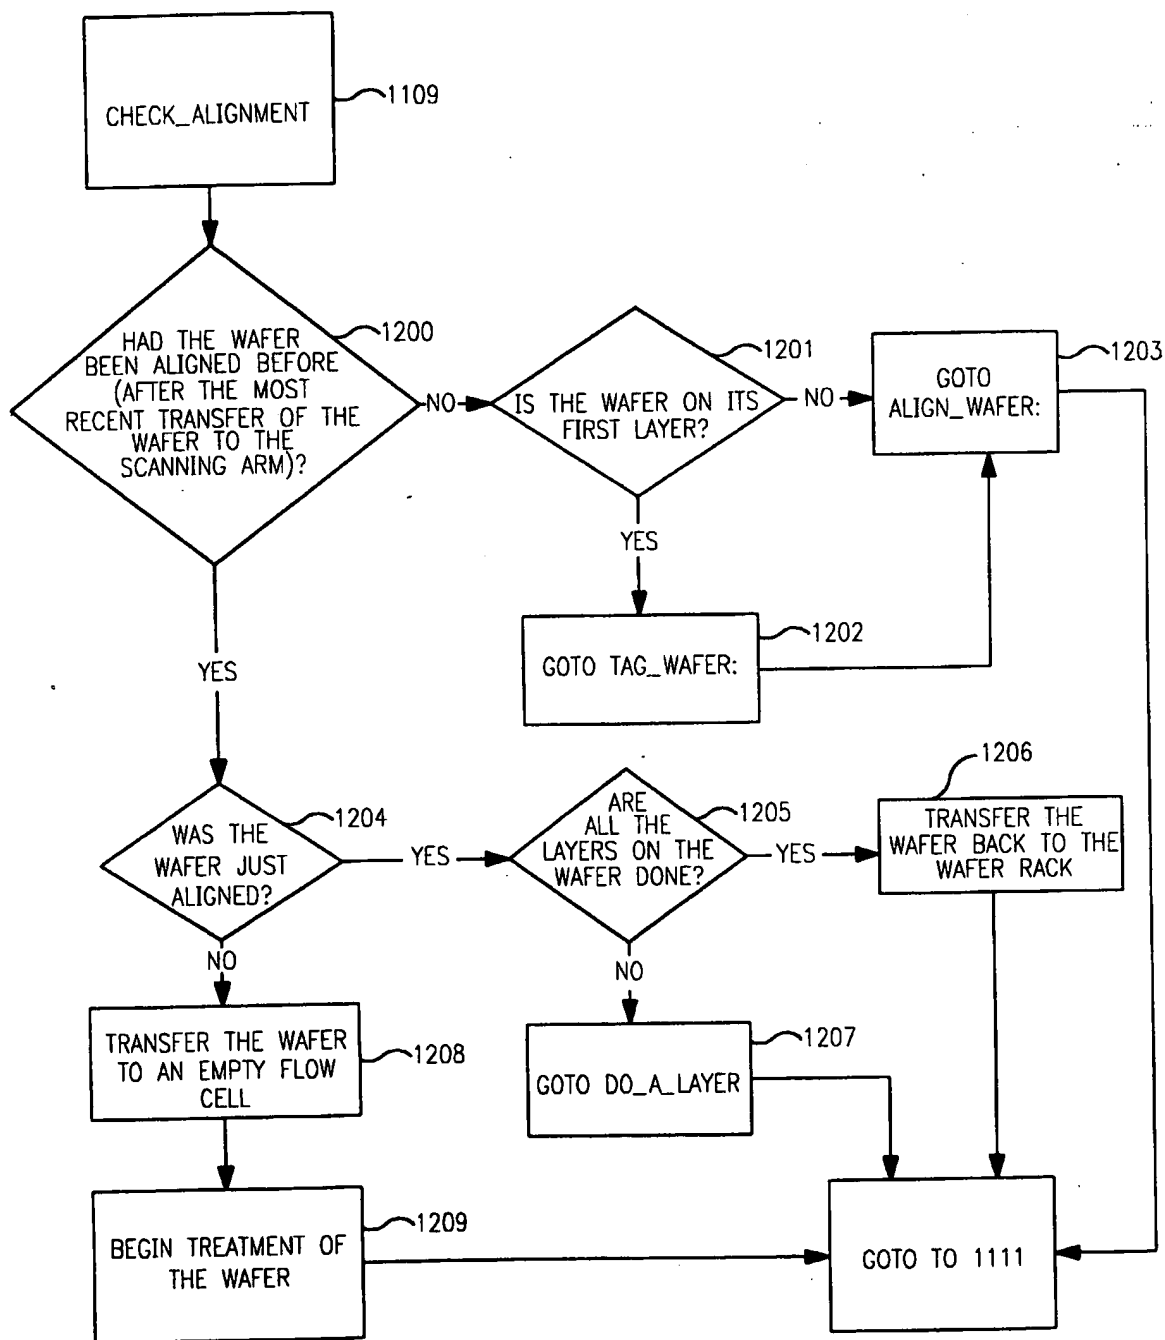 CHECK_ALIGNMENT
1109
HAD THE WAFER
BEEN ALIGNED BEFORE
(AFTER THE MOST
RECENT TRANSFER OF THE
WAFER TO THE
SCANNING ARM)?
1200
NO
IS THE WAFER ON ITS
FIRST LAYER?
1201
NO
GOTO
ALIGN_WAFER:
1203
YES
GOTO TAG_WAFER:
1202
YES
WAS THE
WAFER JUST
ALIGNED?
1204
YES
ARE
ALL THE
LAYERS ON THE
WAFER DONE?
1205
YES
TRANSFER THE
WAFER BACK TO THE
WAFER RACK
1206
NO
TRANSFER THE WAFER
TO AN EMPTY FLOW
CELL
1208
NO
GOTO DO_A_LAYER
1207
BEGIN TREATMENT OF
THE WAFER
1209
GOTO TO 1111